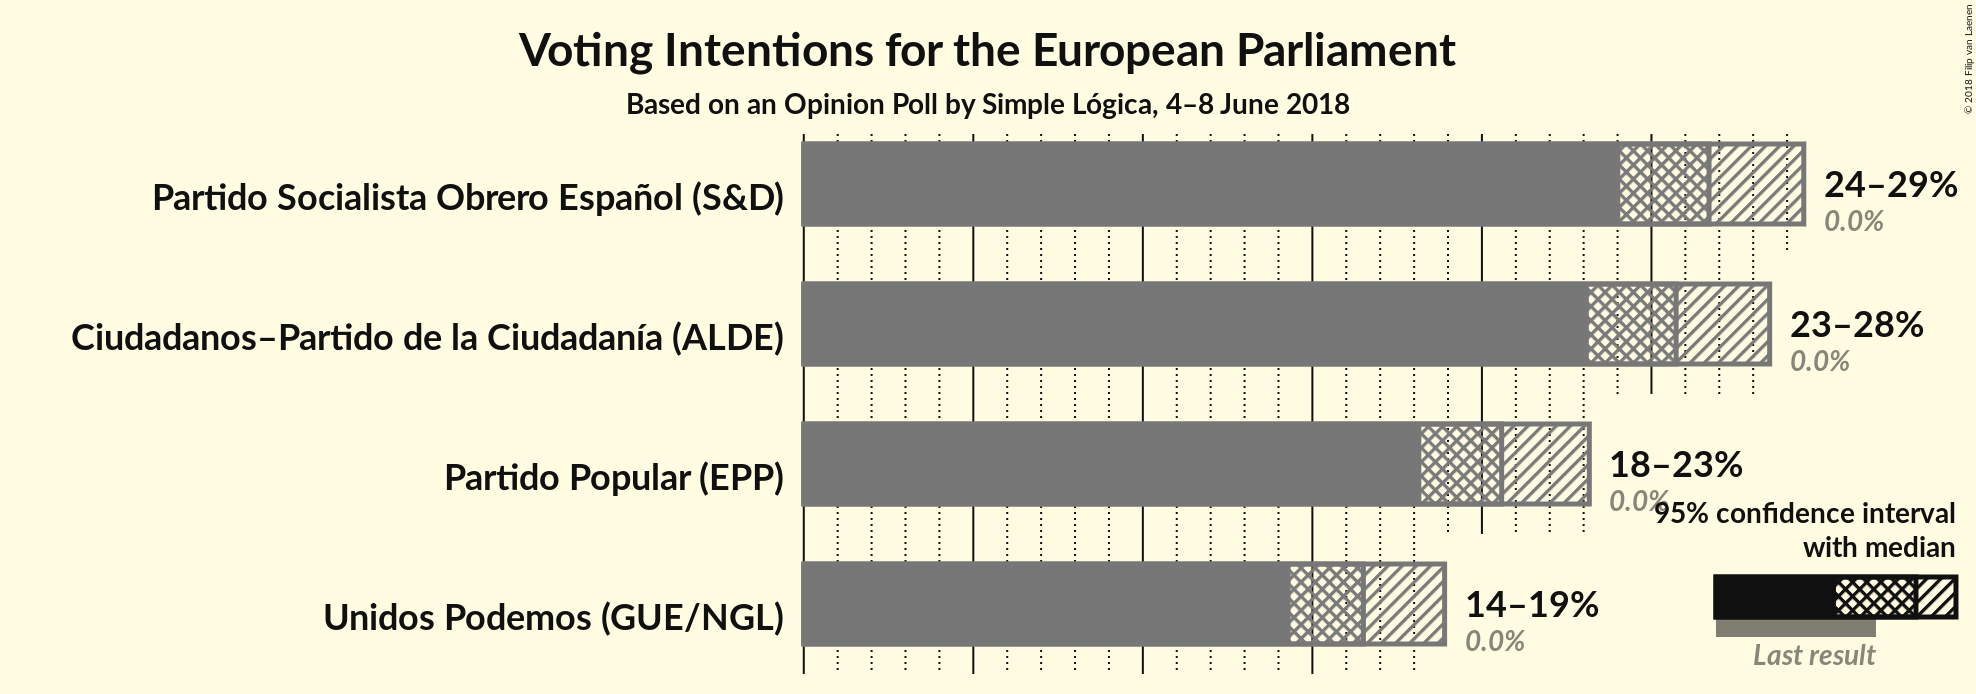 © 2018 Filip van Laenen
Voting Intentions for the European Parliament
Based on an Opinion Poll by Simple Lógica, 4–8 June 2018
Partido Socialista Obrero Español (S&D)
24–29%
0.0%
Ciudadanos–Partido de la Ciudadanía (ALDE)
23–28%
0.0%
Partido Popular (EPP)
18–23%
0.0%
95% confidence interval
with median
Unidos Podemos (GUE/NGL)
14–19%
0.0%
Last result